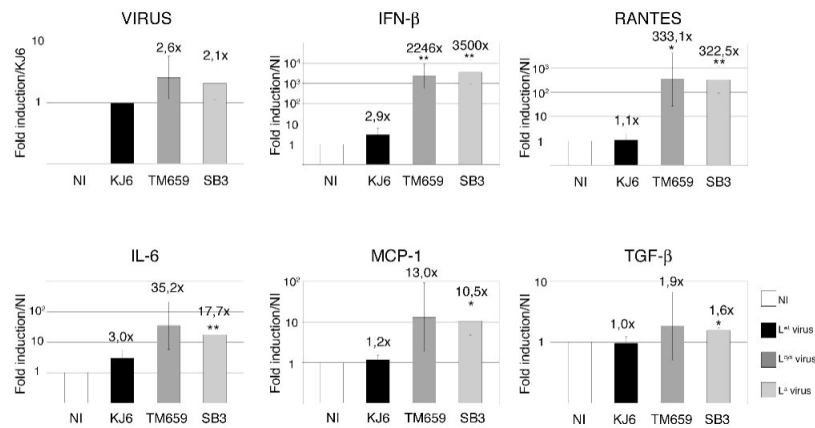 VIRUS
Fold induction/KJ6
10
1
2,6x
2,1x
NI KJ6 TM659 SB3
IFN-β
Fold induction/NI
10⁴
10³
10²
10
1
2,9x
2246x
**
3500x
**
NI KJ6 TM659 SB3
RANTES
Fold induction/NI
10³
10²
10
1
1,1x
333,1x
*
322,5x
**
NI KJ6 TM659 SB3
IL-6
Fold induction/NI
10²
10
1
3,0x
35,2x
17,7x
**
NI KJ6 TM659 SB3
MCP-1
Fold induction/NI
10²
10
1
1,2x
13,0x
10,5x
*
NI KJ6 TM659 SB3
TGF-β
Fold induction/NI
10
1
1,0x
1,9x
1,6x
*
NI KJ6 TM659 SB3
NI
virus
virus
virus